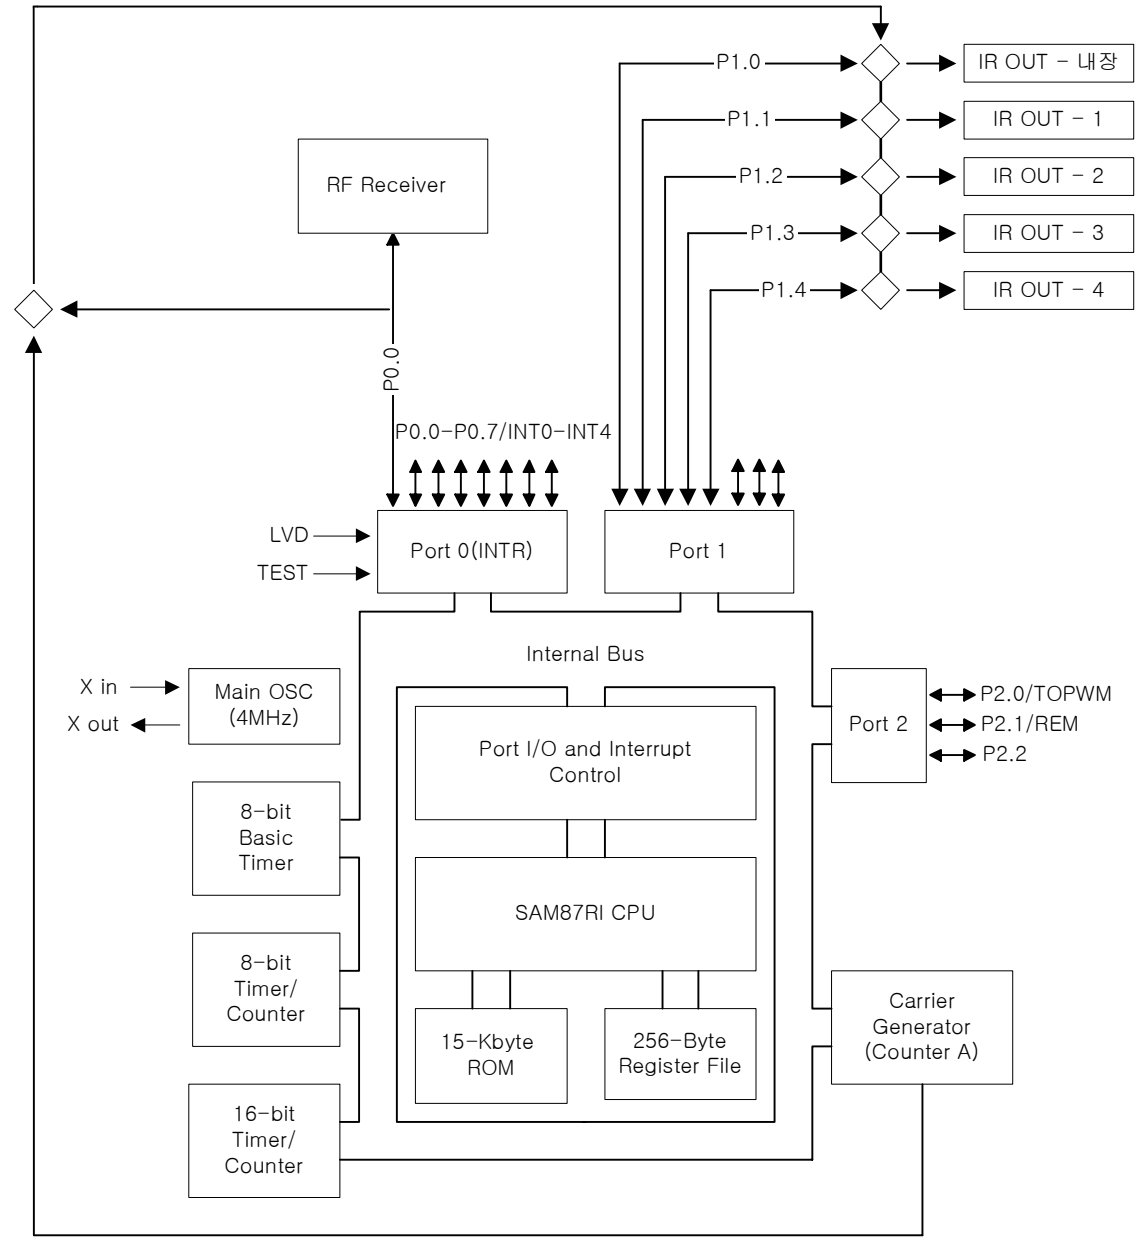 P1.0
IR OUT - 내장
P1.1
IR OUT - 1
RF Receiver
P1.2
IR OUT - 2
P1.3
IR OUT - 3
P1.4
IR OUT - 4
P0.0
P0.0-P0.7/INT0-INT4
LVD
TEST
Port 0(INTR)
Port 1
Internal Bus
X in
X out
Main OSC
(4MHz)
Port I/O and Interrupt
Control
Port 2
P2.0/TOPWM
P2.1/REM
P2.2
8-bit
Basic
Timer
SAM87RI CPU
8-bit
Timer/
Counter
15-Kbyte
ROM
256-Byte
Register File
Carrier
Generator
(Counter A)
16-bit
Timer/
Counter